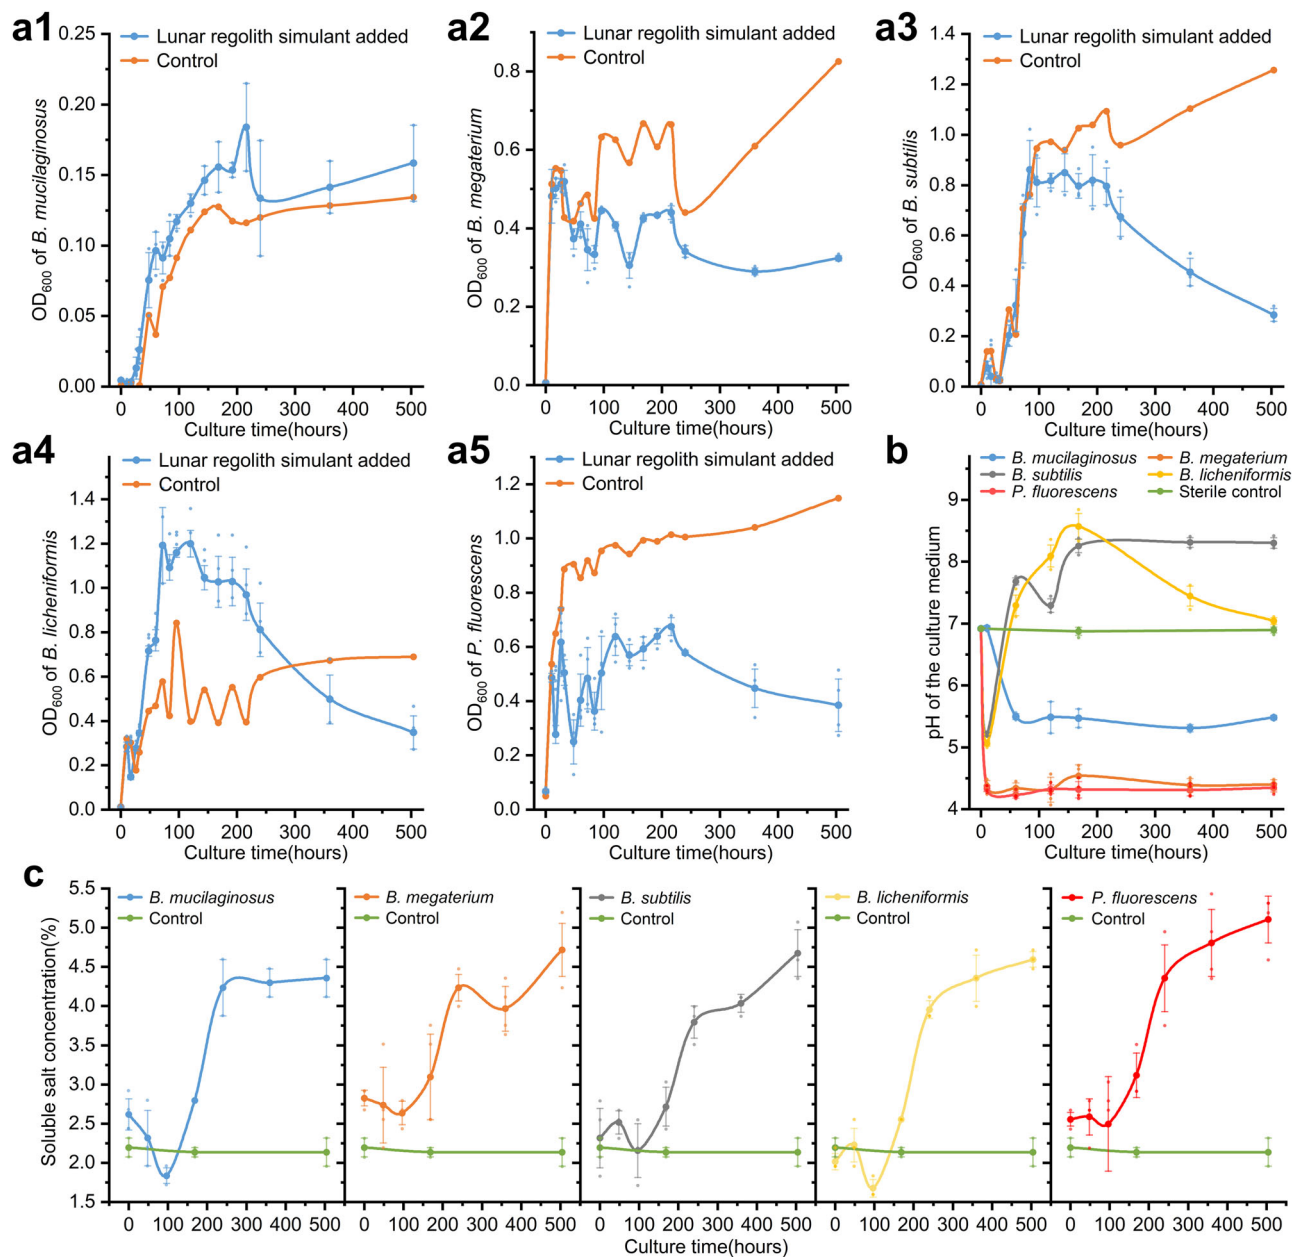 a1
Lunar regolith simulant added
Control
OD600 of B. mucilaginosus
0.25
0.20
0.15
0.10
0.05
0.00
0 100 200 300 400 500
Culture time(hours)
a2
Lunar regolith simulant added
Control
OD600 of B. megaterium
0.8
0.6
0.4
0.2
0.0
0 100 200 300 400 500
Culture time(hours)
a3
Lunar regolith simulant added
Control
OD600 of B. subtilis
1.4
1.2
1.0
0.8
0.6
0.4
0.2
0.0
0 100 200 300 400 500
Culture time(hours)
a4
Lunar regolith simulant added
Control
OD600 of B. licheniformis
1.4
1.2
1.0
0.8
0.6
0.4
0.2
0.0
0 100 200 300 400 500
Culture time(hours)
a5
Lunar regolith simulant added
Control
OD600 of P. fluorescens
1.2
1.0
0.8
0.6
0.4
0.2
0.0
0 100 200 300 400 500
Culture time(hours)
b
B. mucilaginosus B. megaterium
B. subtilis B. licheniformis
P. fluorescens Sterile control
pH of the culture medium
9
8
7
6
5
4
0 100 200 300 400 500
Culture time(hours)
c
Soluble salt concentration(%)
5.5
5.0
4.5
4.0
3.5
3.0
2.5
2.0
1.5
B. mucilaginosus
Control
0 100 200 300 400 500
B. megaterium
Control
0 100 200 300 400 500
B. subtilis
Control
0 100 200 300 400 500
B. licheniformis
Control
0 100 200 300 400 500
P. fluorescens
Control
0 100 200 300 400 500
Culture time(hours)